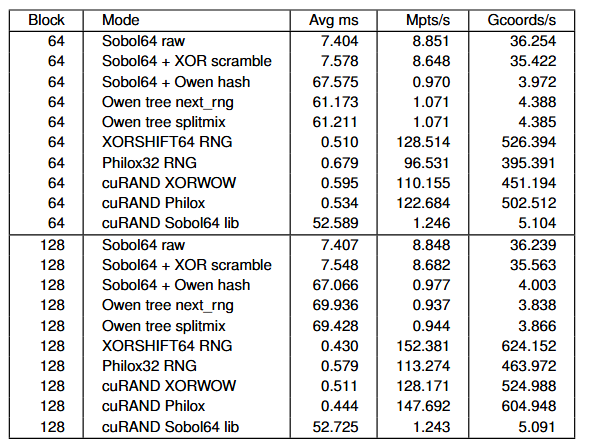 Block Mode Avg ms Mpts/s Gcoords/s
64 Sobol64 raw 7.404 8.851 36.254
64 Sobol64 + XOR scramble 7.578 8.648 35.422
64 Sobol64 + Owen hash 67.575 0.970 3.972
64 Owen tree next_rng 61.173 1.071 4.388
64 Owen tree splitmix 61.211 1.071 4.385
64 XORSHIFT64 RNG 0.510 128.514 526.394
64 Philox32 RNG 0.679 96.531 395.391
64 cuRAND XORWOW 0.595 110.155 451.194
64 cuRAND Philox 0.534 122.684 502.512
64 cuRAND Sobol64 lib 52.589 1.246 5.104
128 Sobol64 raw 7.407 8.848 36.239
128 Sobol64 + XOR scramble 7.548 8.682 35.563
128 Sobol64 + Owen hash 67.066 0.977 4.003
128 Owen tree next_rng 69.936 0.937 3.838
128 Owen tree splitmix 69.428 0.944 3.866
128 XORSHIFT64 RNG 0.430 152.381 624.152
128 Philox32 RNG 0.579 113.274 463.972
128 cuRAND XORWOW 0.511 128.171 524.988
128 cuRAND Philox 0.444 147.692 604.948
128 cuRAND Sobol64 lib 52.725 1.243 5.091